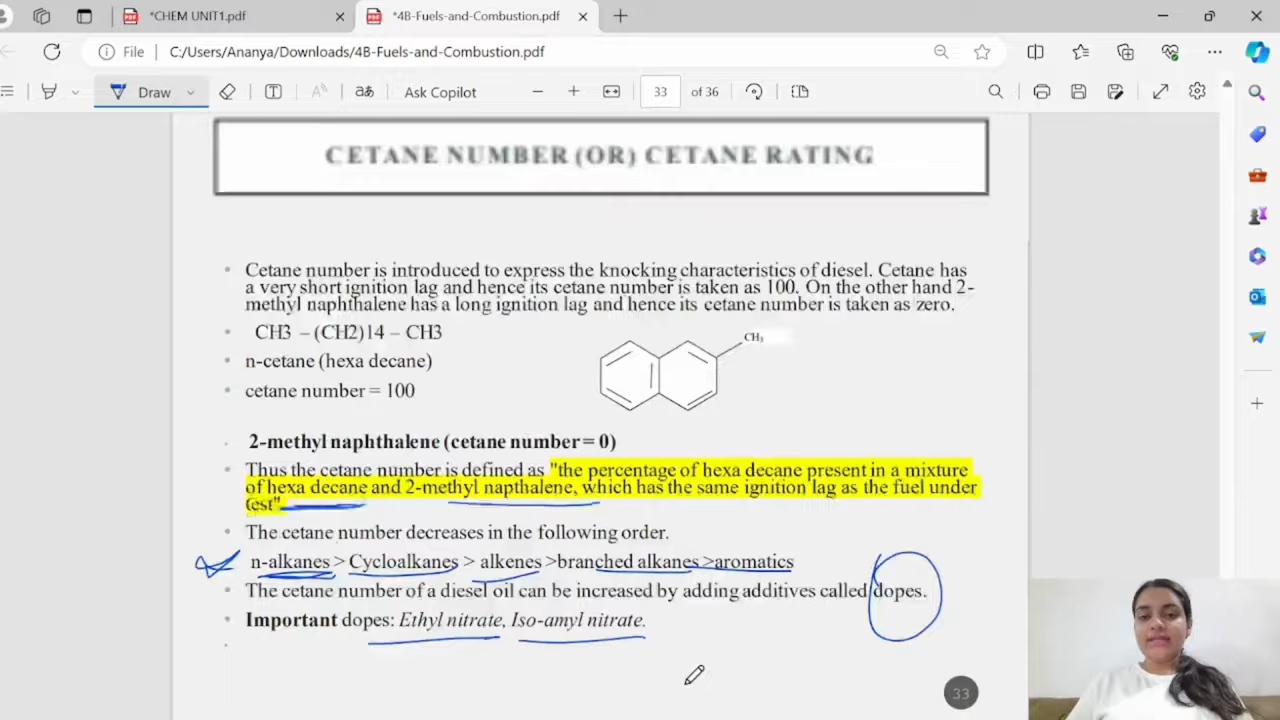 *CHEM UNIT1.pdf
*4B-Fuels-and-Combustion.pdf
File
C:/Users/Ananya/Downloads/4B-Fuels-and-Combustion.pdf
Draw
Ask Copilot
33
of 36
CETANE NUMBER (OR) CETANE RATING
• Cetane number is introduced to express the knocking characteristics of diesel. Cetane has
a very short ignition lag and hence its cetane number is taken as 100. On the other hand 2-
methyl naphthalene has a long ignition lag and hence its cetane number is taken as zero.
• CH3 – (CH2)14 – CH3
CH3
• n-cetane (hexa decane)
• cetane number = 100
2-methyl naphthalene (cetane number = 0)
• Thus the cetane number is defined as "the percentage of hexa decane present in a mixture
of hexa decane and 2-methyl napthalene, which has the same ignition lag as the fuel under
test"
• The cetane number decreases in the following order.
n-alkanes > Cycloalkanes > alkenes >branched alkanes >aromatics
• The cetane number of a diesel oil can be increased by adding additives called dopes.
• Important dopes: Ethyl nitrate, Iso-amyl nitrate.
33